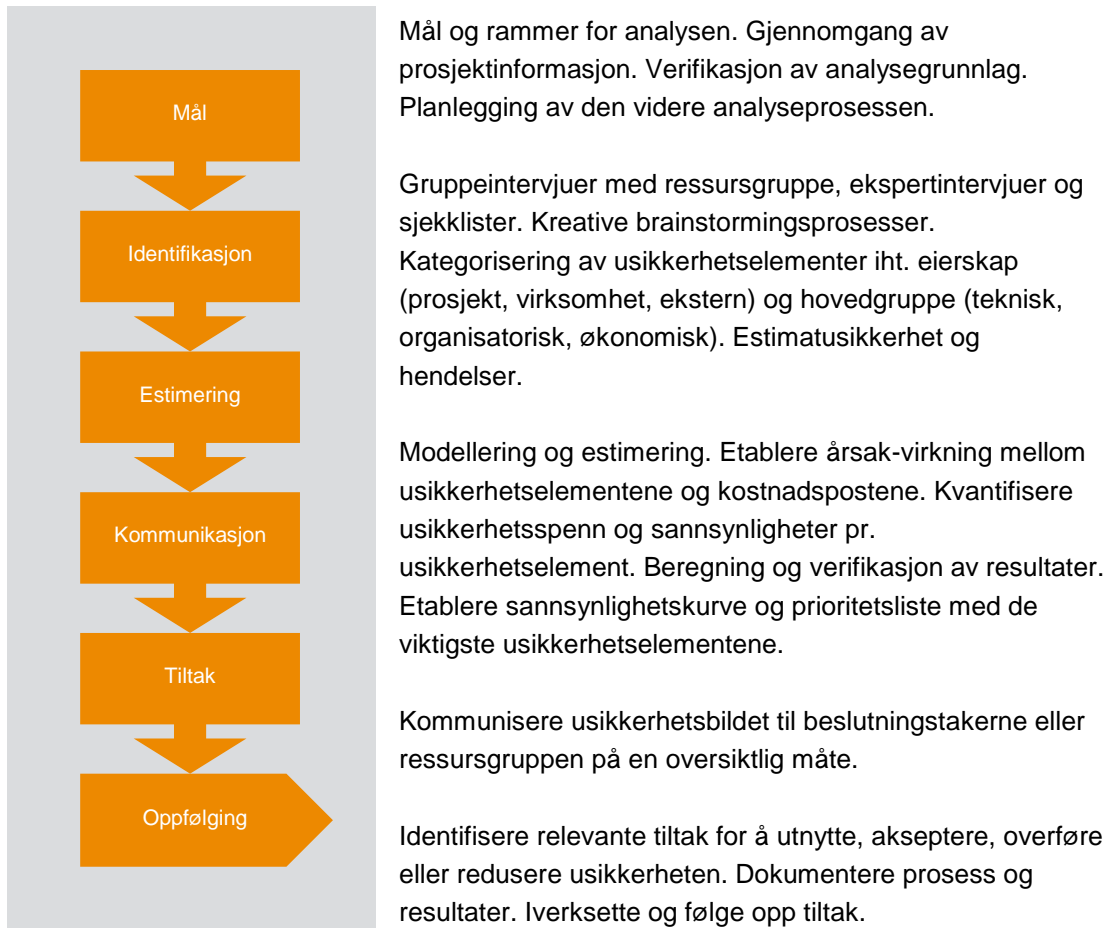 Mål
Identifikasjon
Estimering
Kommunikasjon
Tiltak
Oppfølging
Mål og rammer for analysen. Gjennomgang av
prosjektinformasjon. Verifikasjon av analysegrunnlag.
Planlegging av den videre analyseprosessen.
Gruppeintervjuer med ressursgruppe, ekspertintervjuer og
sjekklister. Kreative brainstormingsprosesser.
Kategorisering av usikkerhetselementer iht. eierskap
(prosjekt, virksomhet, ekstern) og hovedgruppe (teknisk,
organisatorisk, økonomisk). Estimatusikkerhet og
hendelser.
Modellering og estimering. Etablere årsak-virkning mellom
usikkerhetselementene og kostnadspostene. Kvantifisere
usikkerhetsspenn og sannsynligheter pr.
usikkerhetselement. Beregning og verifikasjon av resultater.
Etablere sannsynlighetskurve og prioritetsliste med de
viktigste usikkerhetselementene.
Kommunisere usikkerhetsbildet til beslutningstakerne eller
ressursgruppen på en oversiktlig måte.
Identifisere relevante tiltak for å utnytte, akseptere, overføre
eller redusere usikkerheten. Dokumentere prosess og
resultater. Iverksette og følge opp tiltak.